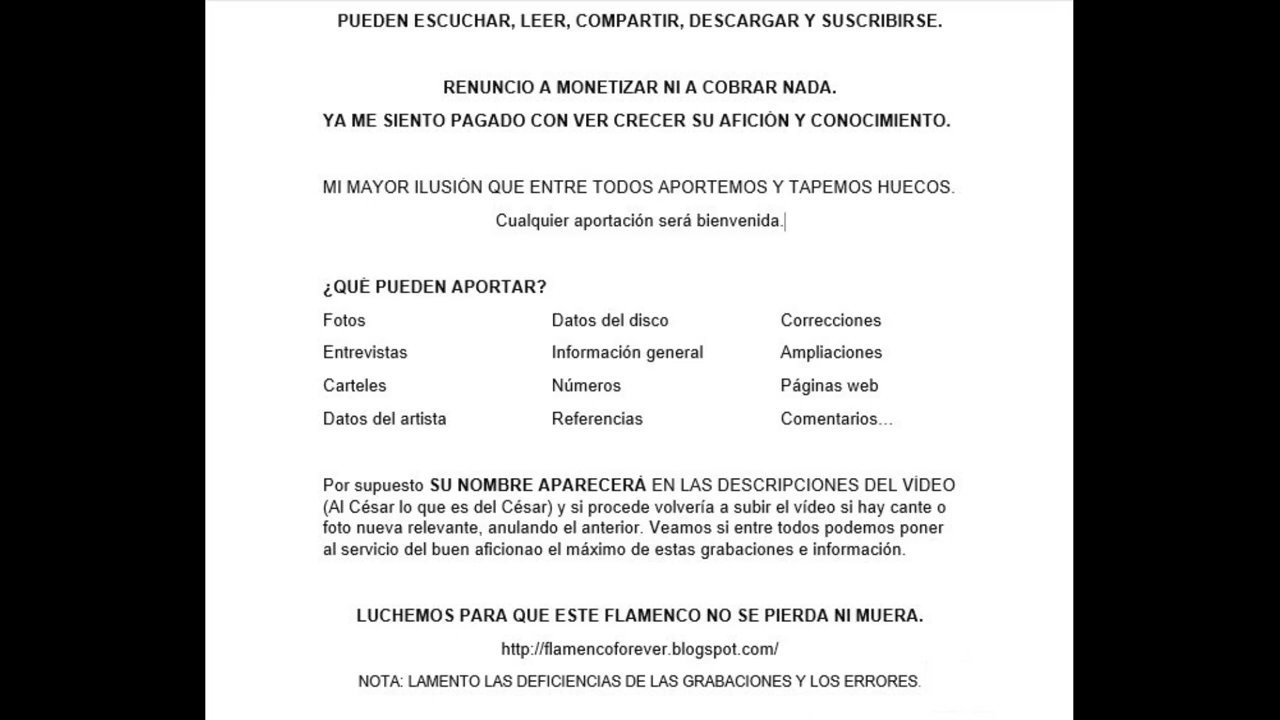 PUEDEN ESCUCHAR, LEER, COMPARTIR, DESCARGAR Y SUSCRIBIRSE.
RENUNCIO A MONETIZAR NI A COBRAR NADA.
YA ME SIENTO PAGADO CON VER CRECER SU AFICIÓN Y CONOCIMIENTO.
MI MAYOR ILUSIÓN QUE ENTRE TODOS APORTEMOS Y TAPEMOS HUECOS.
Cualquier aportación será bienvenida.
¿QUÉ PUEDEN APORTAR?
Fotos Datos del disco Correcciones
Entrevistas Información general Ampliaciones
Carteles Números Páginas web
Datos del artista Referencias Comentarios…
Por supuesto SU NOMBRE APARECERÁ EN LAS DESCRIPCIONES DEL VÍDEO
(Al César lo que es del César) y si procede volvería a subir el vídeo si hay cante o
foto nueva relevante, anulando el anterior. Veamos si entre todos podemos poner
al servicio del buen aficionao el máximo de estas grabaciones e información.
LUCHEMOS PARA QUE ESTE FLAMENCO NO SE PIERDA NI MUERA.
http://flamencoforever.blogspot.com/
NOTA: LAMENTO LAS DEFICIENCIAS DE LAS GRABACIONES Y LOS ERRORES.